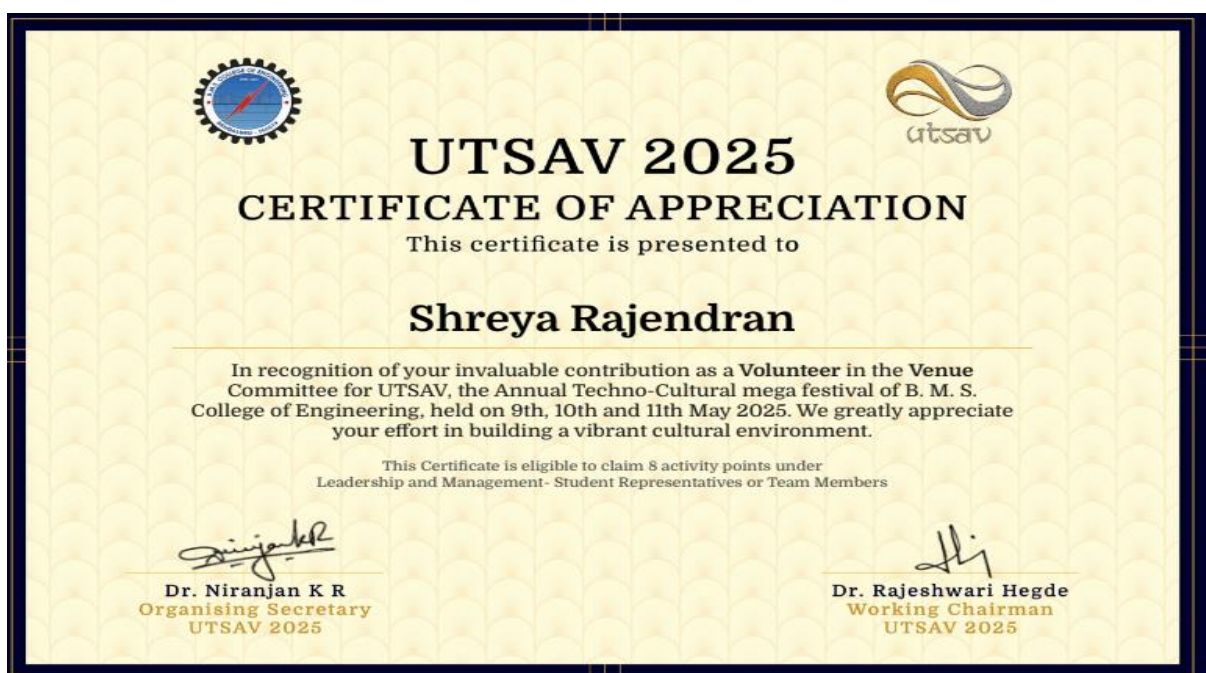 B.M.S. COLLEGE OF ENGINEERING
utsav
UTSAV 2025
CERTIFICATE OF APPRECIATION
This certificate is presented to
Shreya Rajendran
In recognition of your invaluable contribution as a Volunteer in the Venue
Committee for UTSAV, the Annual Techno-Cultural mega festival of B. M. S.
College of Engineering, held on 9th, 10th and 11th May 2025. We greatly appreciate
your effort in building a vibrant cultural environment.
This Certificate is eligible to claim 8 activity points under
Leadership and Management- Student Representatives or Team Members
Dr. Niranjan K R
Organising Secretary
UTSAV 2025
Dr. Rajeshwari Hegde
Working Chairman
UTSAV 2025